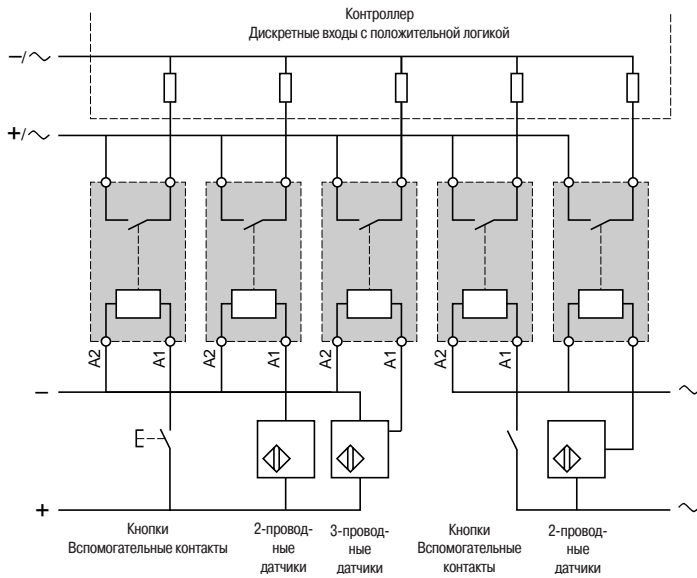 Контроллер
Дискретные входы с положительной логикой
−/∼
+/∼
A2 A1 A2 A1 A2 A1 A2 A1
− ∼
+ ∼
Кнопки
Вспомогательные контакты
2-провод-
ные
датчики
3-провод-
ные
датчики
Кнопки
Вспомогательные
контакты
2-провод-
ные
датчики